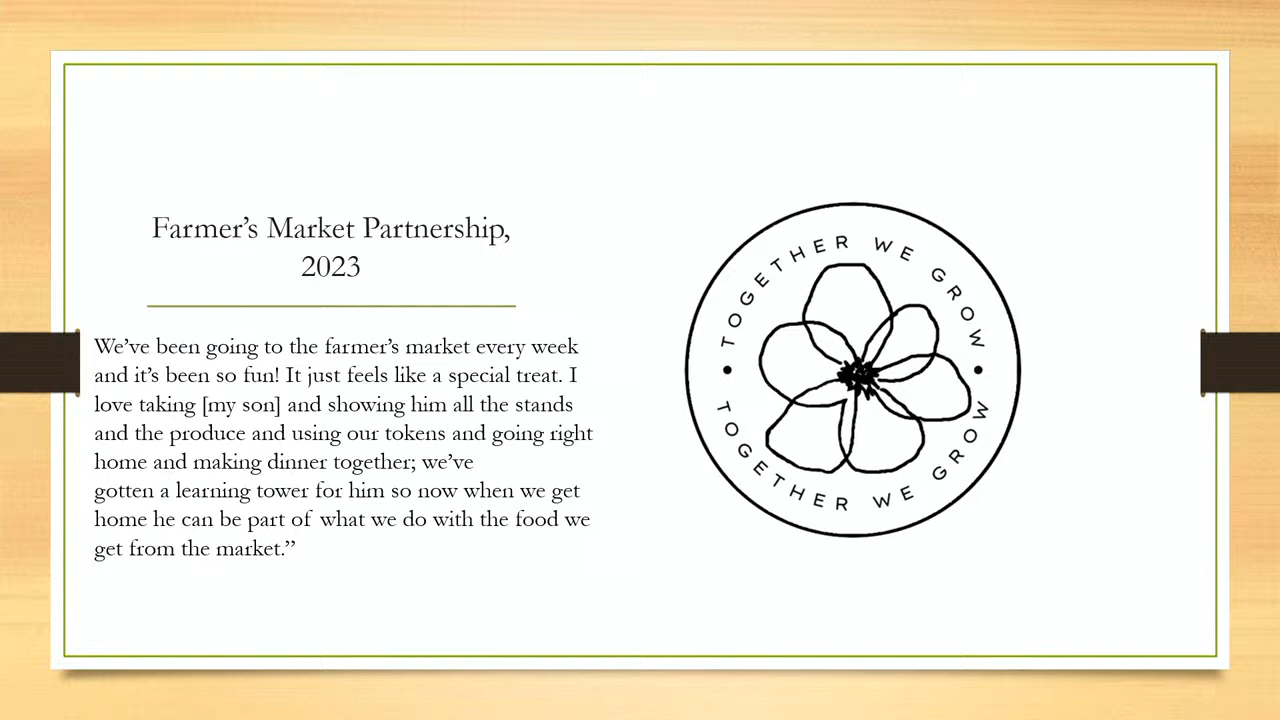 Farmer’s Market Partnership,
2023
We’ve been going to the farmer’s market every week
and it’s been so fun! It just feels like a special treat. I
love taking [my son] and showing him all the stands
and the produce and using our tokens and going right
home and making dinner together; we’ve
gotten a learning tower for him so now when we get
home he can be part of what we do with the food we
get from the market.”
• TOGETHER WE GROW •
TOGETHER WE GROW